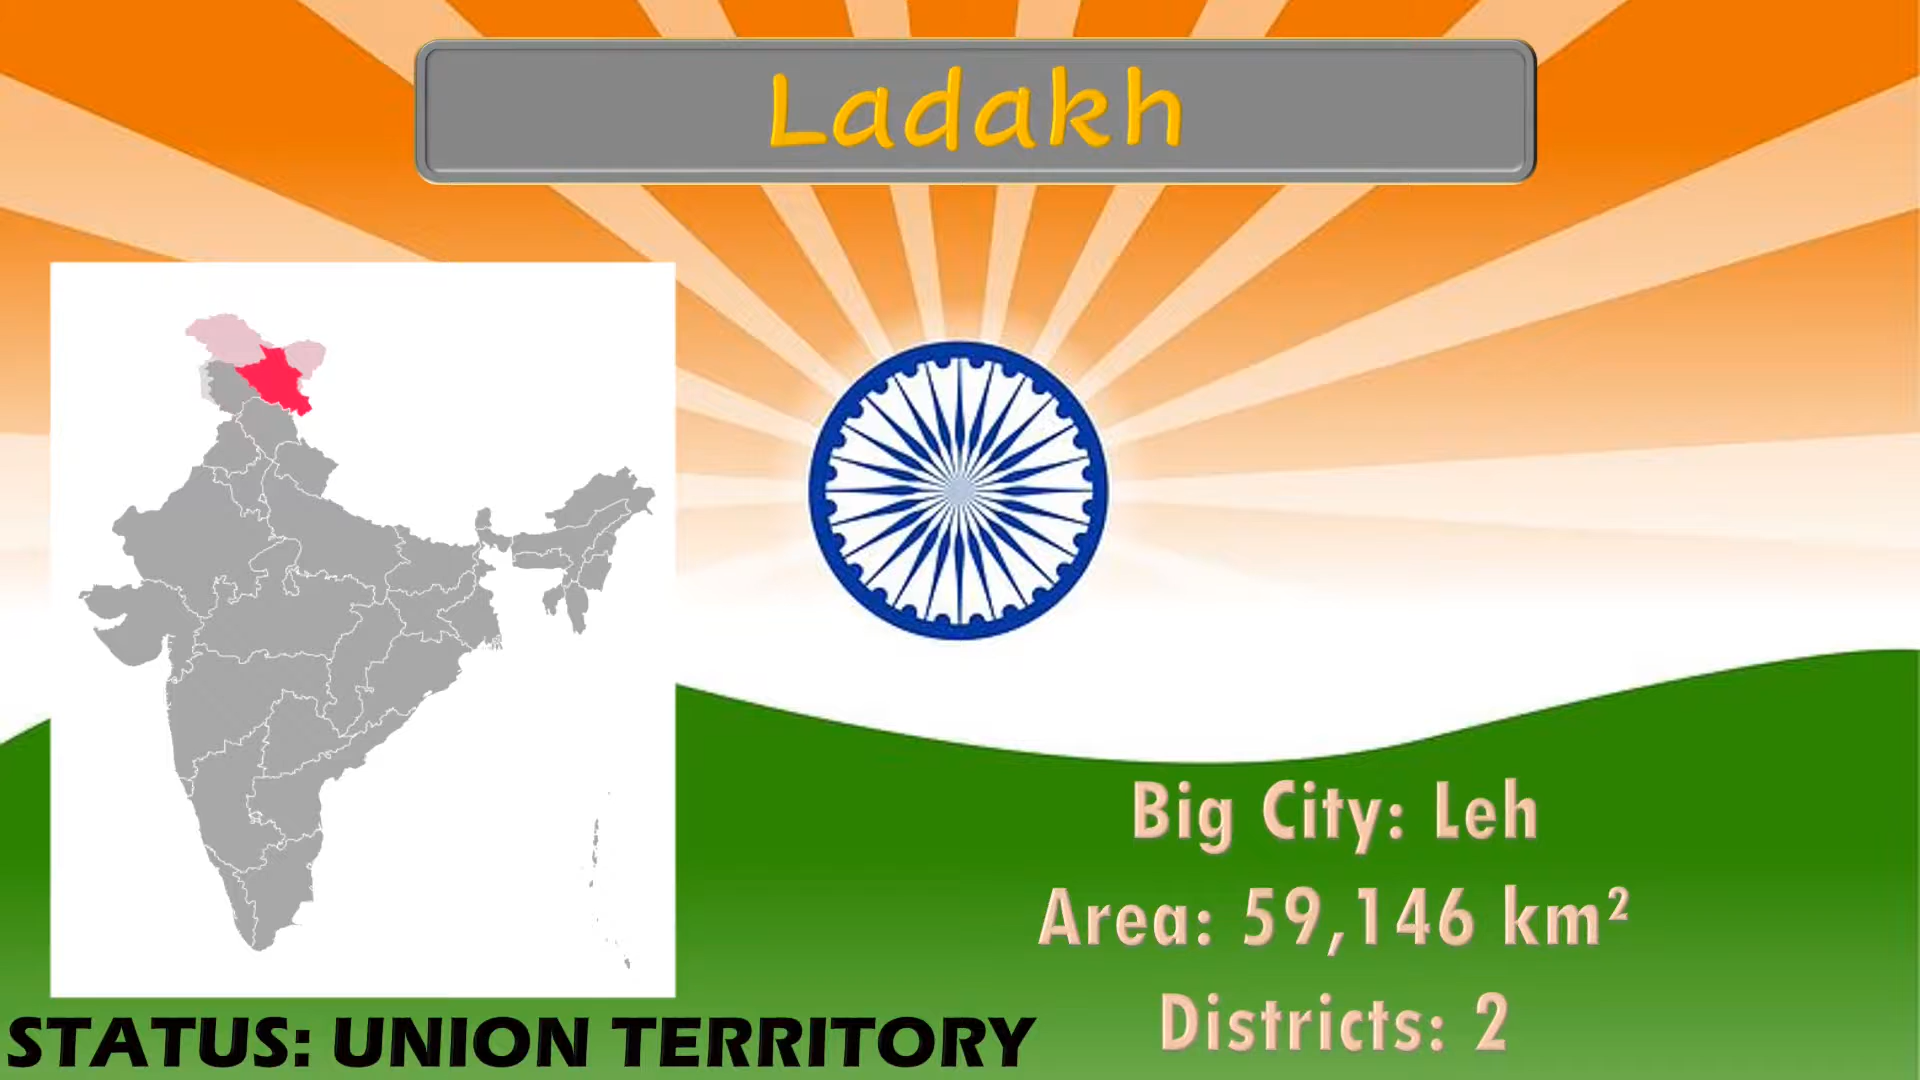 Ladakh
Big City: Leh
Area: 59,146 km²
Districts: 2
STATUS: UNION TERRITORY